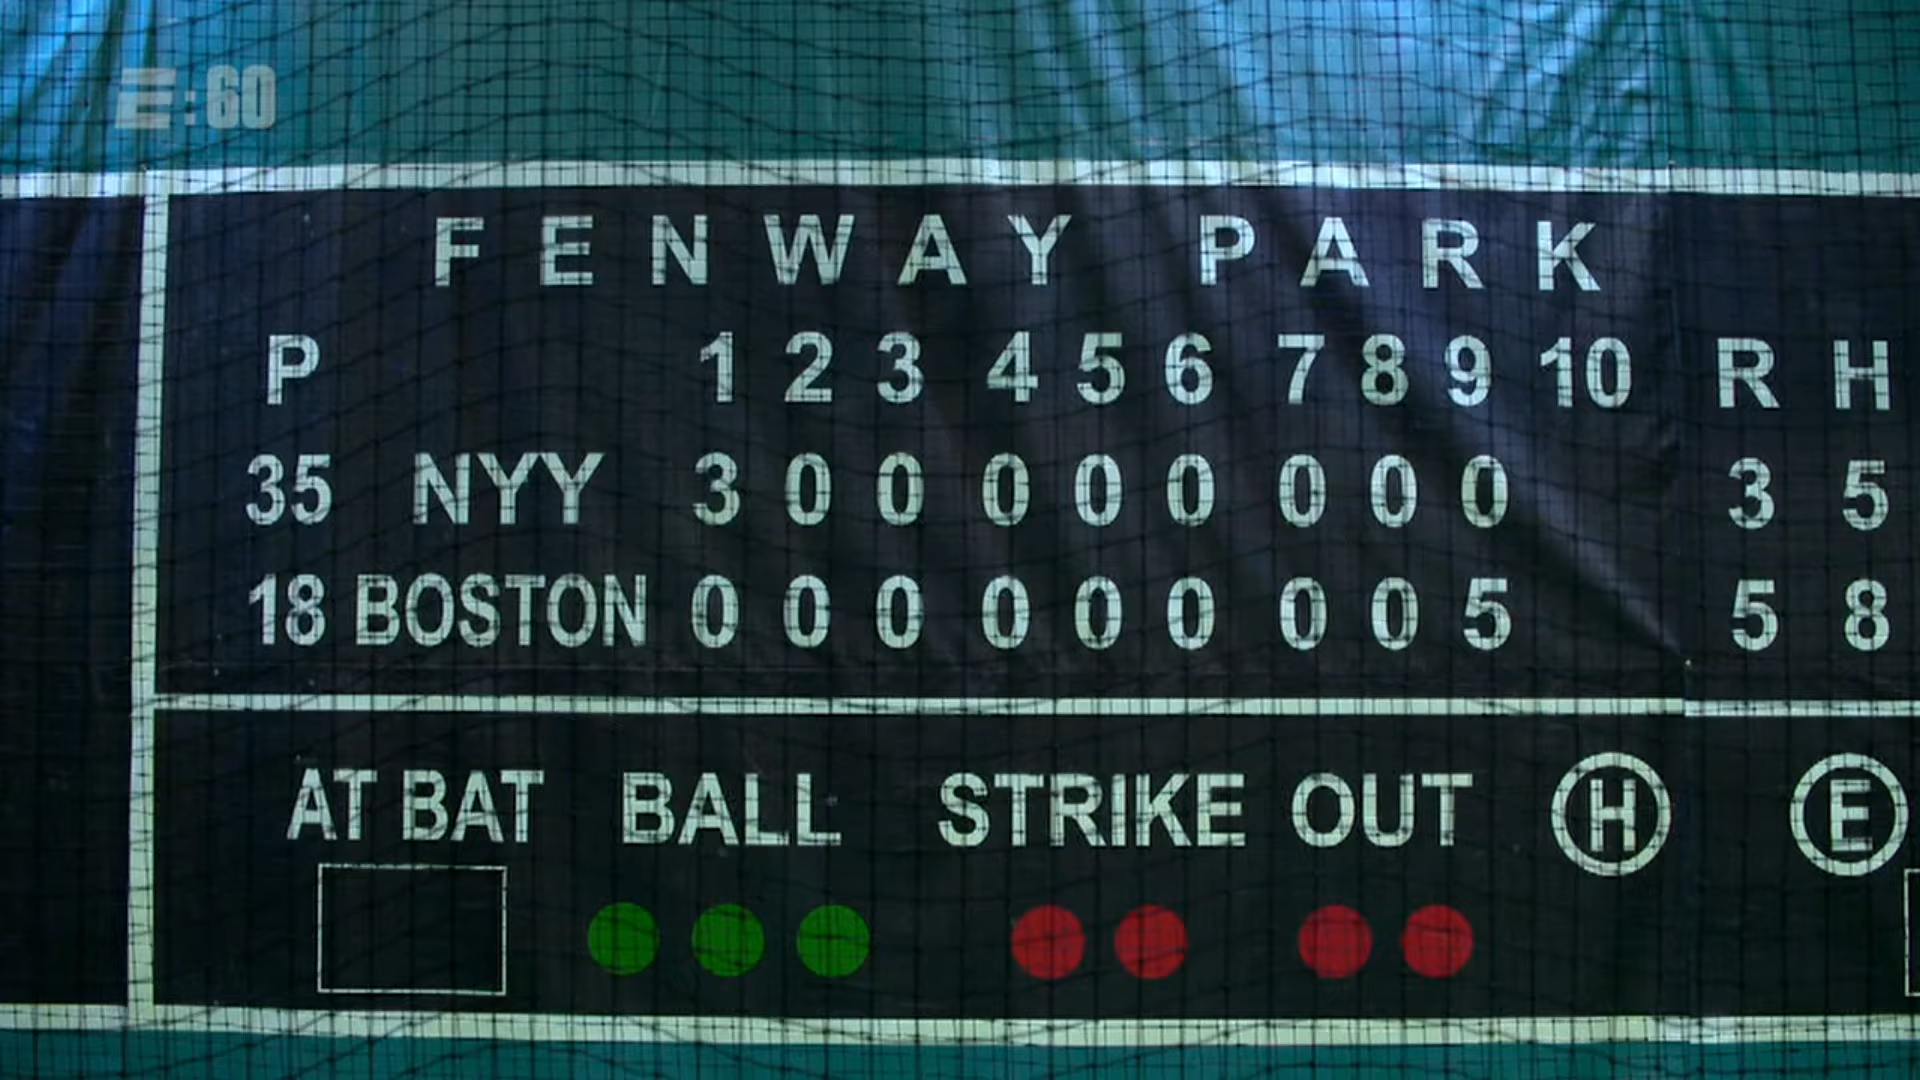 E:60
FENWAY PARK
P 1 2 3 4 5 6 7 8 9 10 R H
35 NYY 3 0 0 0 0 0 0 0 0 3 5
18 BOSTON 0 0 0 0 0 0 0 0 5 5 8
AT BAT BALL STRIKE OUT H E